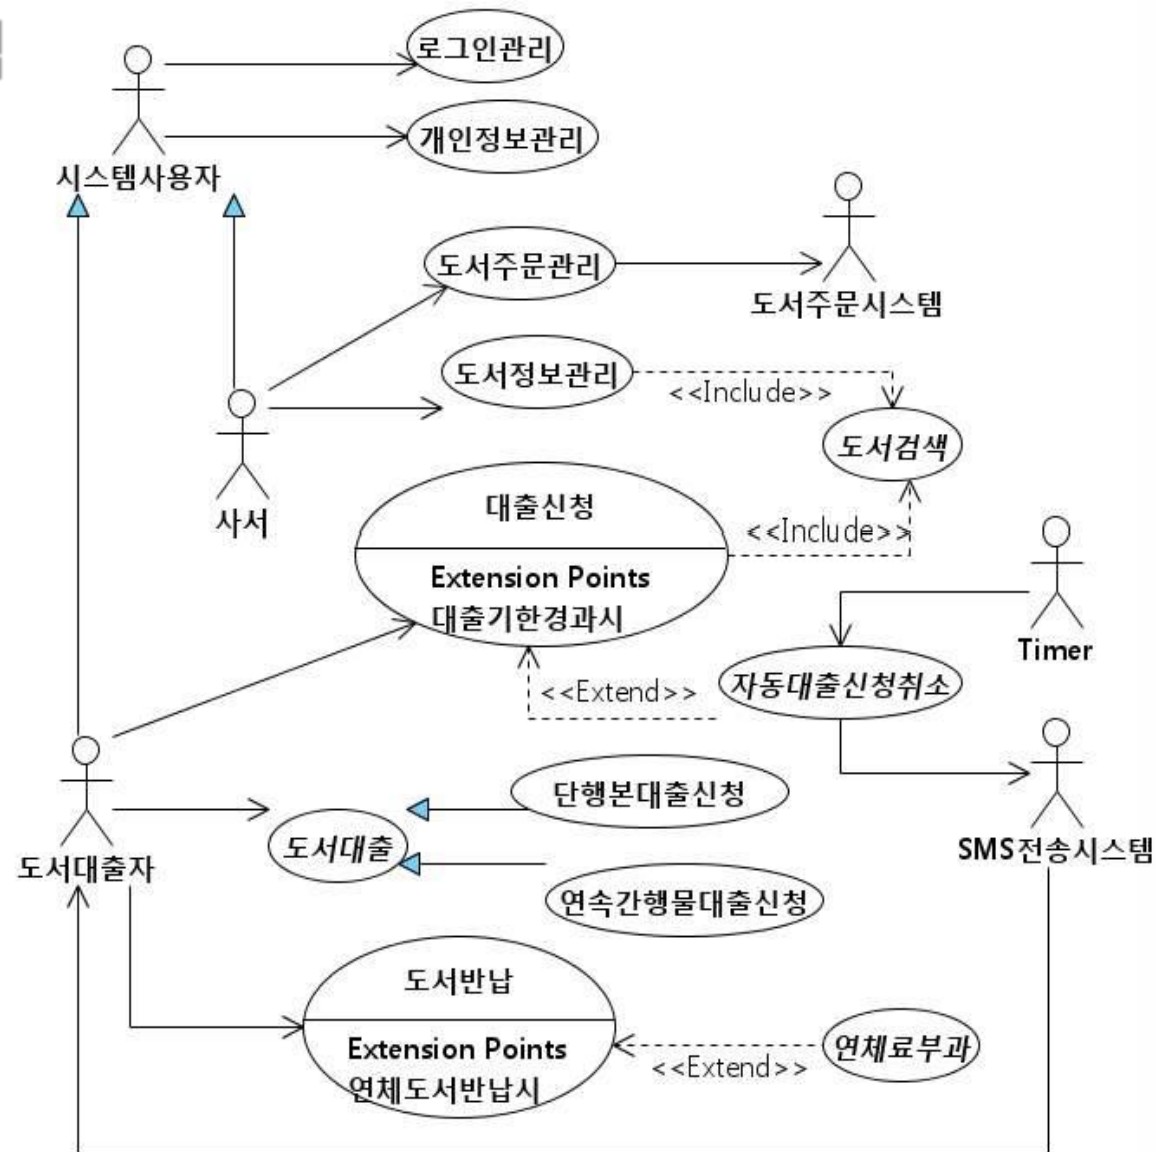 로그인관리
개인정보관리
시스템사용자
도서주문관리
도서주문시스템
도서정보관리
<<Include>>
도서검색
사서
대출신청
<<Include>>
Extension Points
대출기한경과시
Timer
<<Extend>>
자동대출신청취소
단행본대출신청
도서대출
SMS전송시스템
도서대출자
연속간행물대출신청
도서반납
Extension Points
연체도서반납시
연체료부과
<<Extend>>